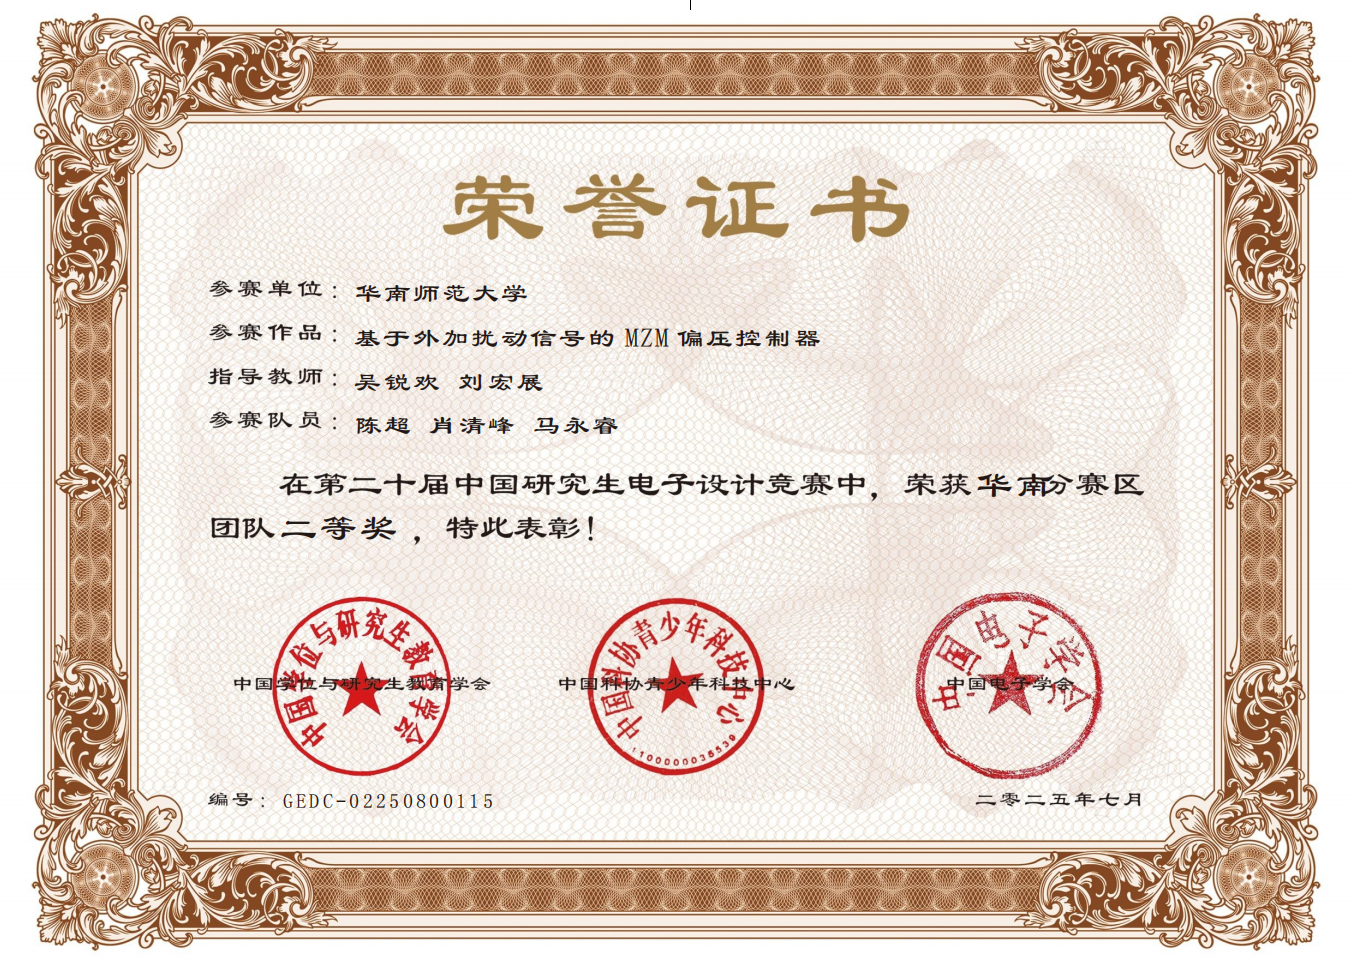 荣誉证书
参赛单位：华南师范大学
参赛作品：基于外加扰动信号的 MZM 偏压控制器
指导教师：吴锐欢 刘宏展
参赛队员：陈超 肖清峰 马永睿
在第二十届中国研究生电子设计竞赛中，荣获华南分赛区
团队二等奖，特此表彰！
中国学位与研究生教育学会
中国学位与研究生教育学会
中国科协青少年科技中心
中国科协青少年科技中心
1100000036539
中国电子学会
中国电子学会
编号：GEDC-02250800115
二零二五年七月